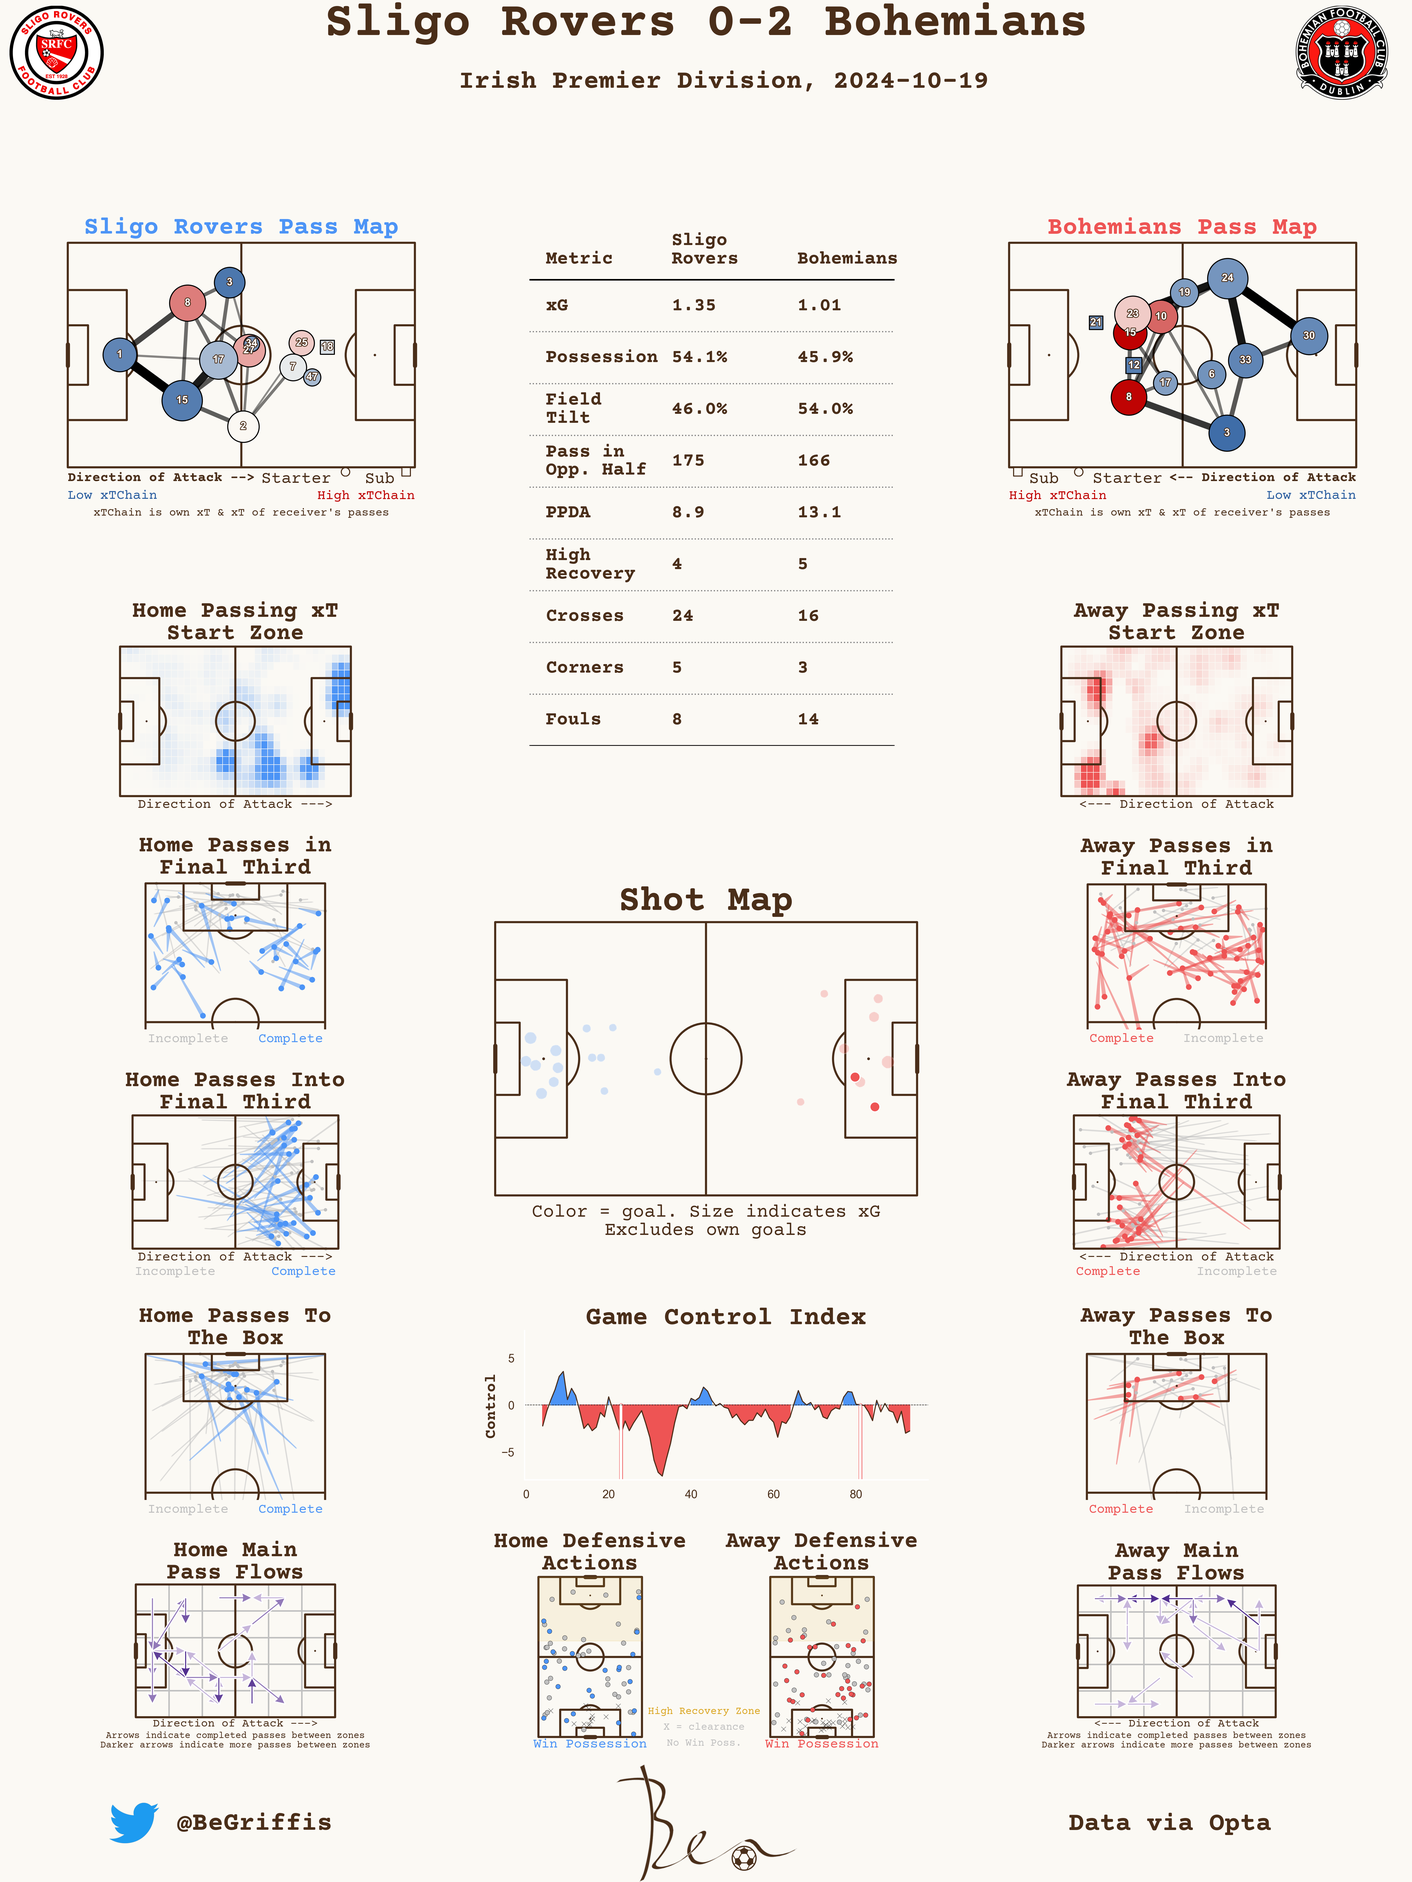 Sligo Rovers 0-2 Bohemians
Irish Premier Division, 2024-10-19
SLIGO ROVERS
SRFC
EST 1928
FOOTBALL CLUB
BOHEMIAN FOOTBALL CLUB
DUBLIN
Sligo Rovers Pass Map
3
8
1
34
27
17
25
18
7
47
15
2
Direction of Attack --> Starter Sub
Low xTChain High xTChain
xTChain is own xT & xT of receiver's passes
Metric Sligo Rovers Bohemians
xG 1.35 1.01
Possession 54.1% 45.9%
Field Tilt 46.0% 54.0%
Pass in Opp. Half 175 166
PPDA 8.9 13.1
High Recovery 4 5
Crosses 24 16
Corners 5 3
Fouls 8 14
Bohemians Pass Map
24
19
23
10
21
15
30
33
12
6
17
8
3
Sub Starter <-- Direction of Attack
High xTChain Low xTChain
xTChain is own xT & xT of receiver's passes
Home Passing xT
Start Zone
Direction of Attack --->
Away Passing xT
Start Zone
<--- Direction of Attack
Home Passes in
Final Third
Incomplete Complete
Away Passes in
Final Third
Complete Incomplete
Shot Map
Color = goal. Size indicates xG
Excludes own goals
Home Passes Into
Final Third
Direction of Attack --->
Incomplete Complete
Away Passes Into
Final Third
<--- Direction of Attack
Complete Incomplete
Home Passes To
The Box
Incomplete Complete
Game Control Index
Control
5
0
−5
0 20 40 60 80
Away Passes To
The Box
Complete Incomplete
Home Main
Pass Flows
Direction of Attack --->
Arrows indicate completed passes between zones
Darker arrows indicate more passes between zones
Home Defensive
Actions
Win Possession
High Recovery Zone
X = clearance
No Win Poss.
Away Defensive
Actions
Win Possession
Away Main
Pass Flows
<--- Direction of Attack
Arrows indicate completed passes between zones
Darker arrows indicate more passes between zones
@BeGriffis
Ben
Data via Opta